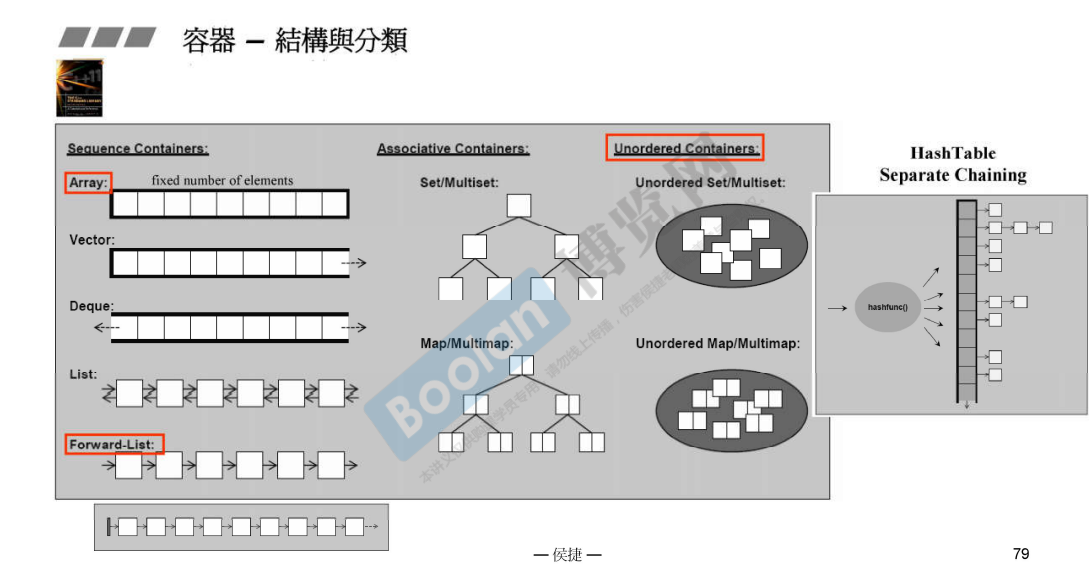 容器 – 結構與分類
C++11
Sequence Containers:
Array:
fixed number of elements
Vector:
Deque:
List:
Forward-List:
Associative Containers:
Set/Multiset:
Map/Multimap:
Unordered Containers:
Unordered Set/Multiset:
Unordered Map/Multimap:
HashTable
Separate Chaining
hashfunc()
Boolan 博览网
— 侯捷 —
79